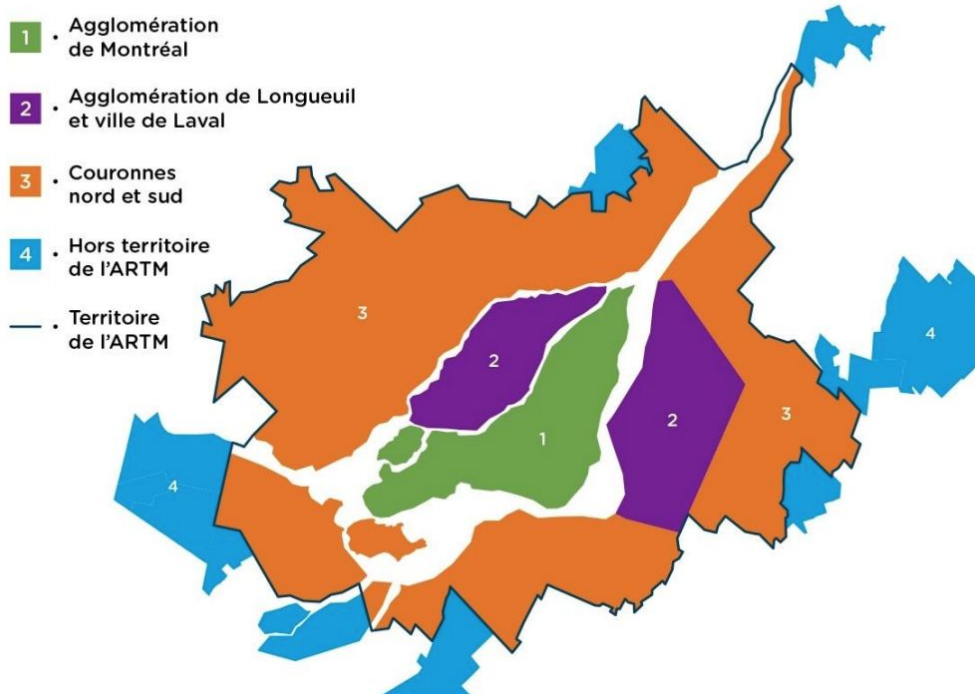 1 • Agglomération
de Montréal
2 • Agglomération de Longueuil
et ville de Laval
3 • Couronnes
nord et sud
4 • Hors territoire
de l'ARTM
• Territoire
de l'ARTM
3
2
1
2
3
4
4